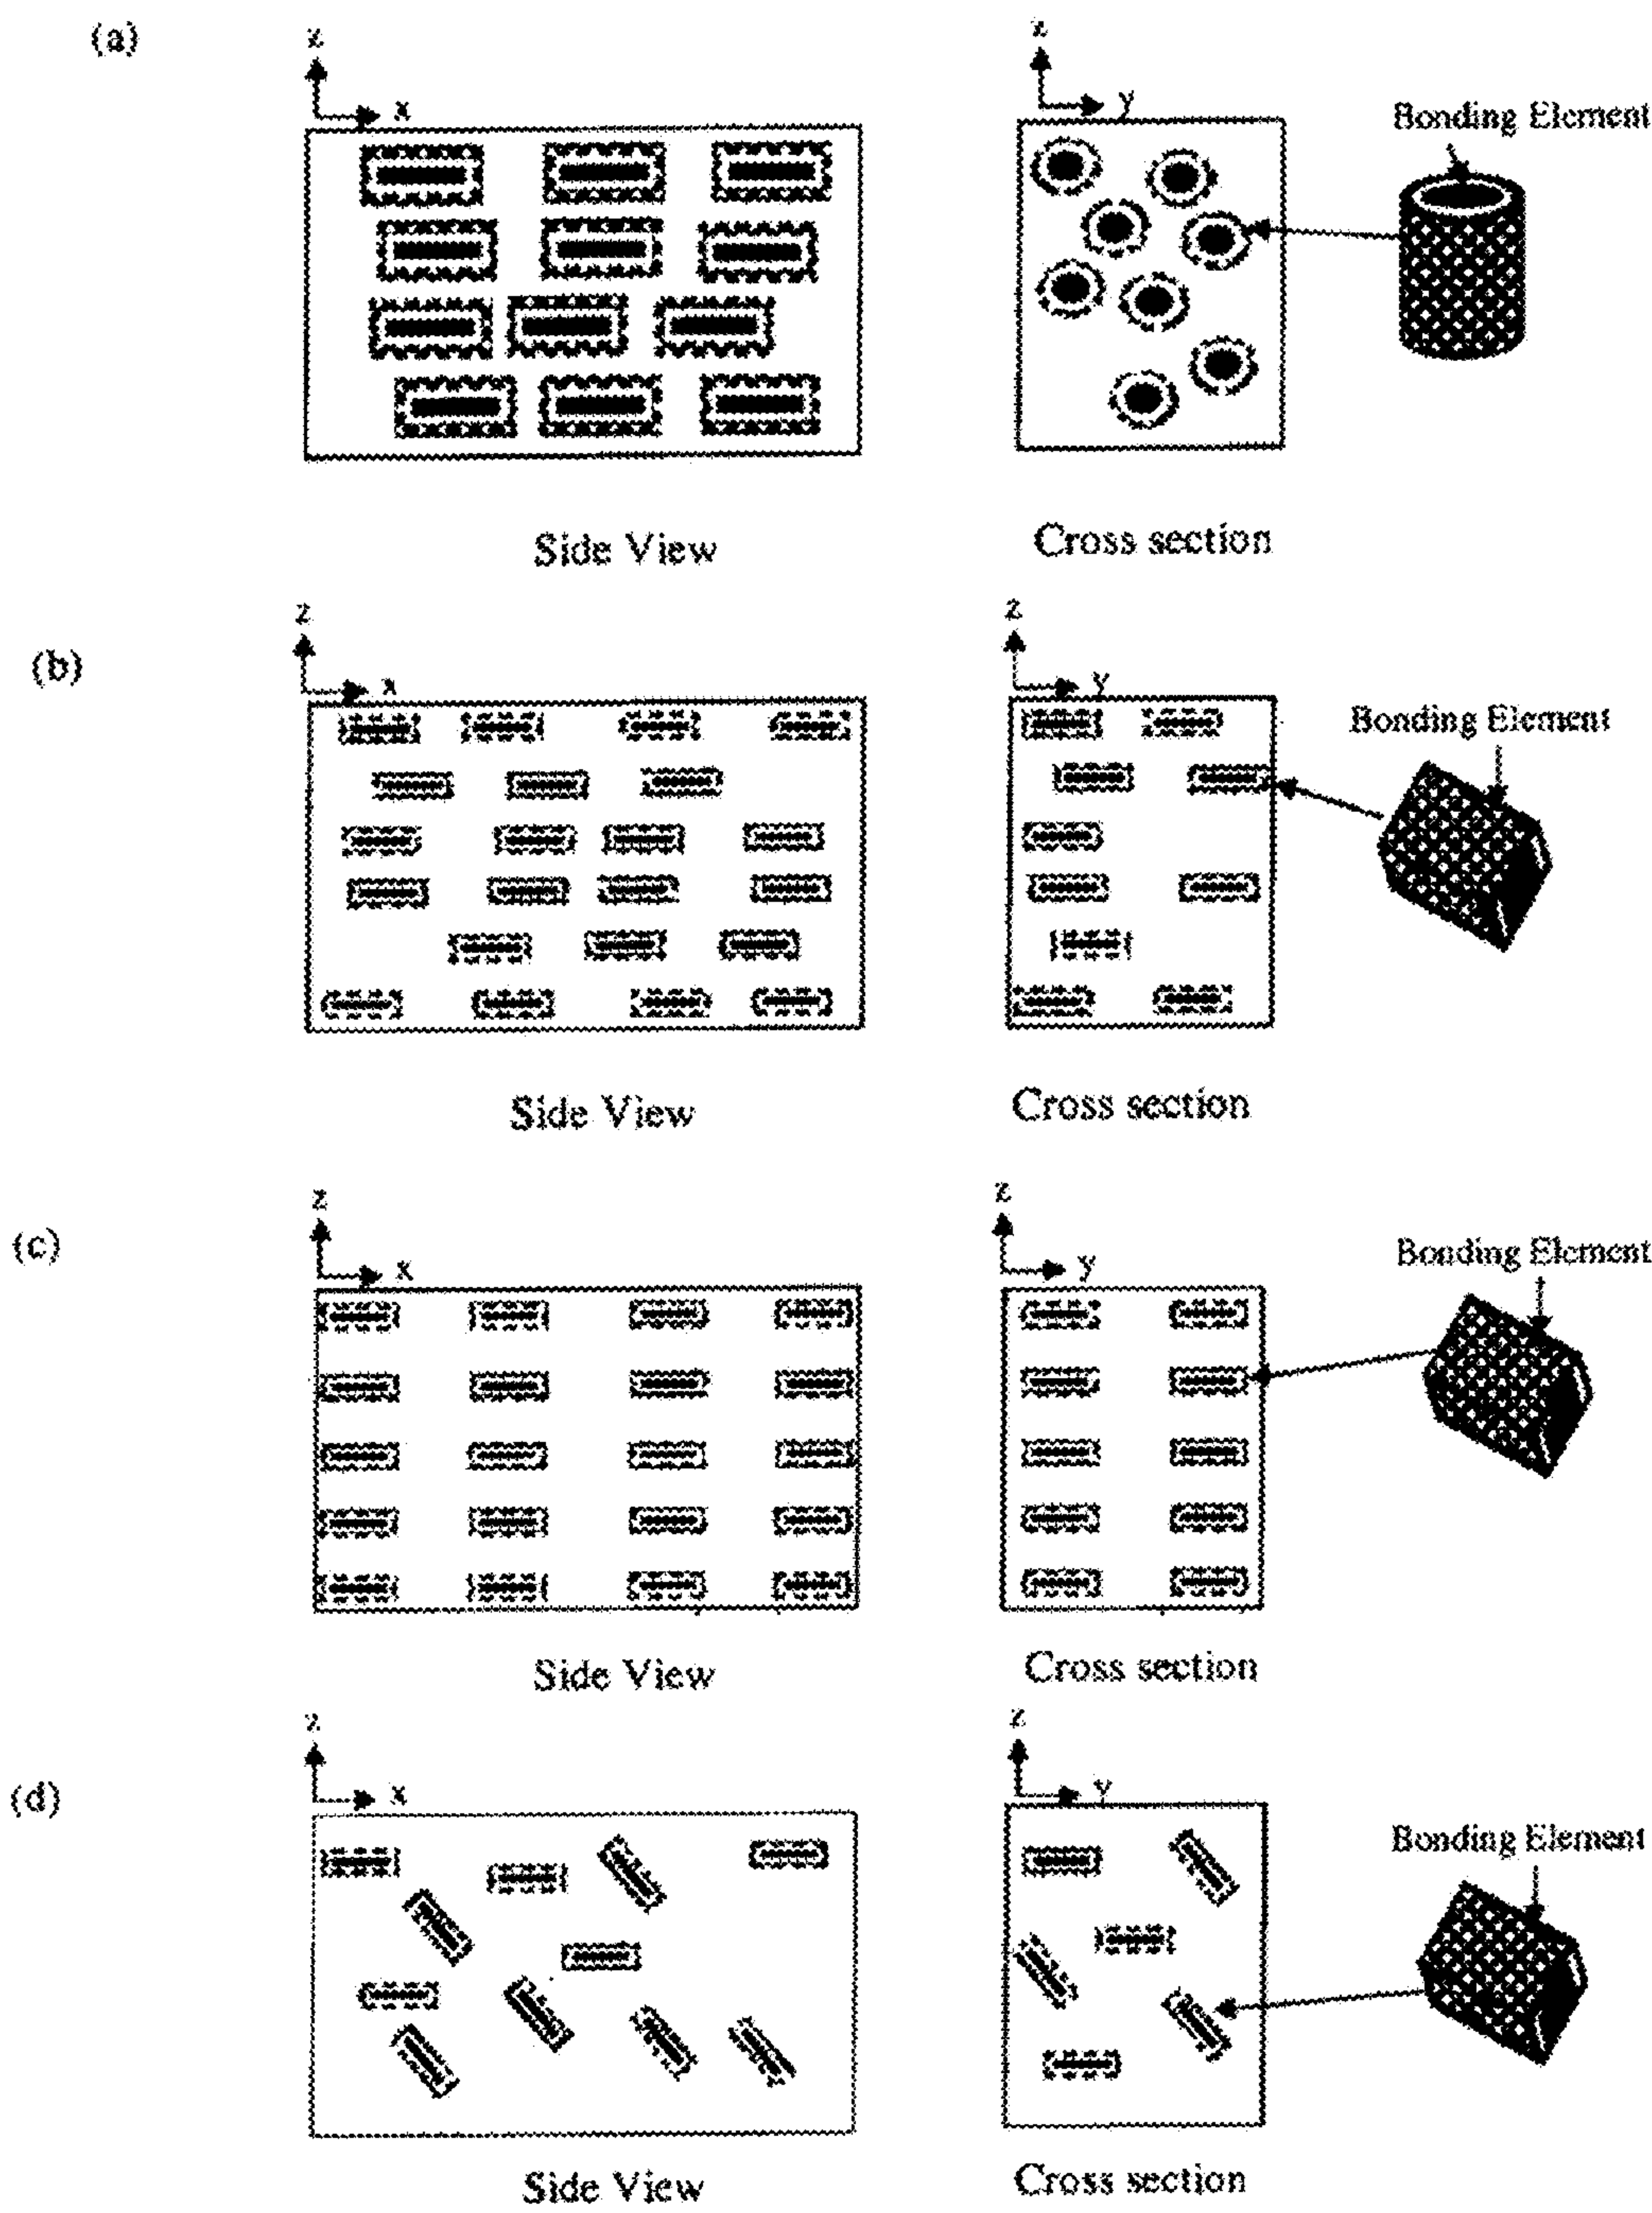 (a)
z
x
z
y
Bonding Element
Side View
Cross section
(b)
z
x
z
y
Bonding Element
Side View
Cross section
(c)
z
x
z
y
Bonding Element
Side View
Cross section
(d)
z
x
z
y
Bonding Element
Side View
Cross section